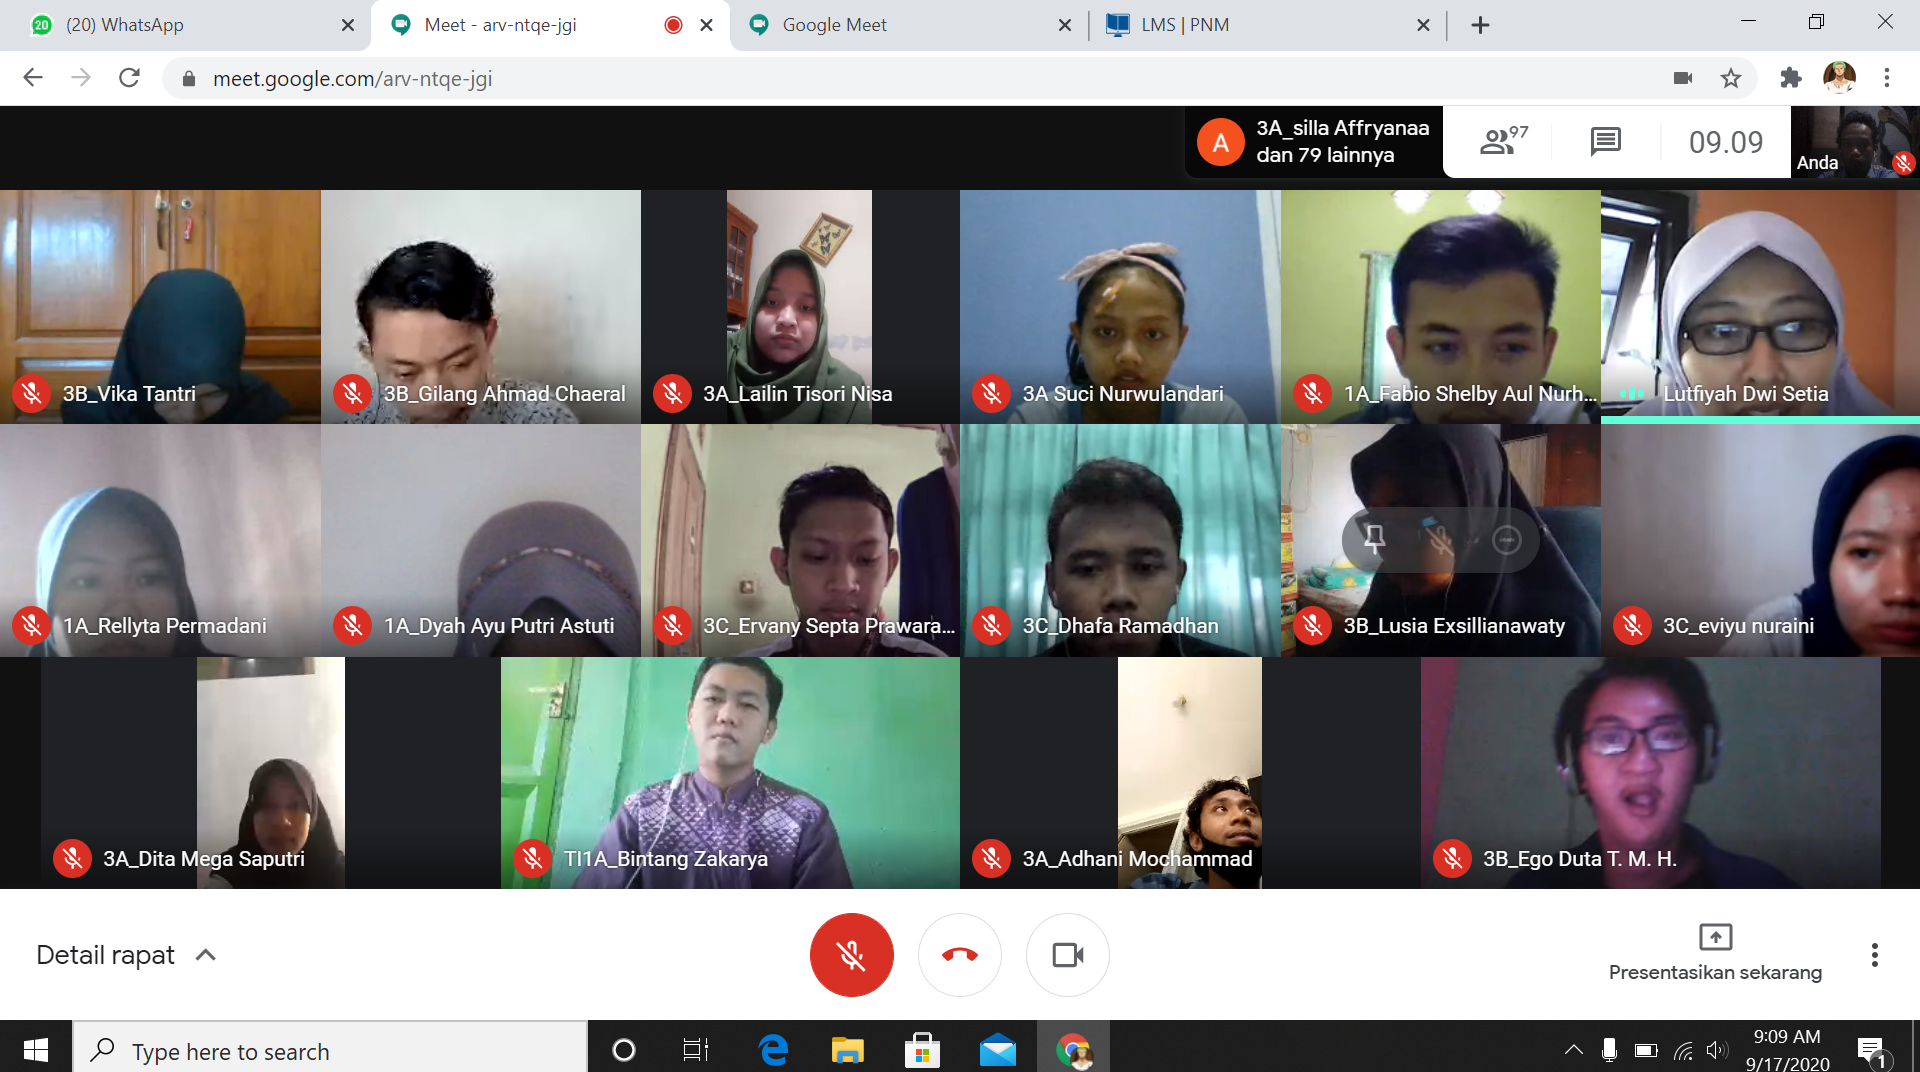 20
(20) WhatsApp
Meet - arv-ntqe-jgi
Google Meet
LMS | PNM
meet.google.com/arv-ntqe-jgi
A
3A_silla Affryanaa
dan 79 lainnya
97
09.09
Anda
3B_Vika Tantri
3B_Gilang Ahmad Chaeral
3A_Lailin Tisori Nisa
3A Suci Nurwulandari
1A_Fabio Shelby Aul Nurh...
Lutfiyah Dwi Setia
1A_Rellyta Permadani
1A_Dyah Ayu Putri Astuti
3C_Ervany Septa Prawara...
3C_Dhafa Ramadhan
3B_Lusia Exsillianawaty
3C_eviyu nuraini
3A_Dita Mega Saputri
TI1A_Bintang Zakarya
3A_Adhani Mochammad
3B_Ego Duta T. M. H.
Detail rapat
Presentasikan sekarang
Type here to search
9:09 AM
9/17/2020
1